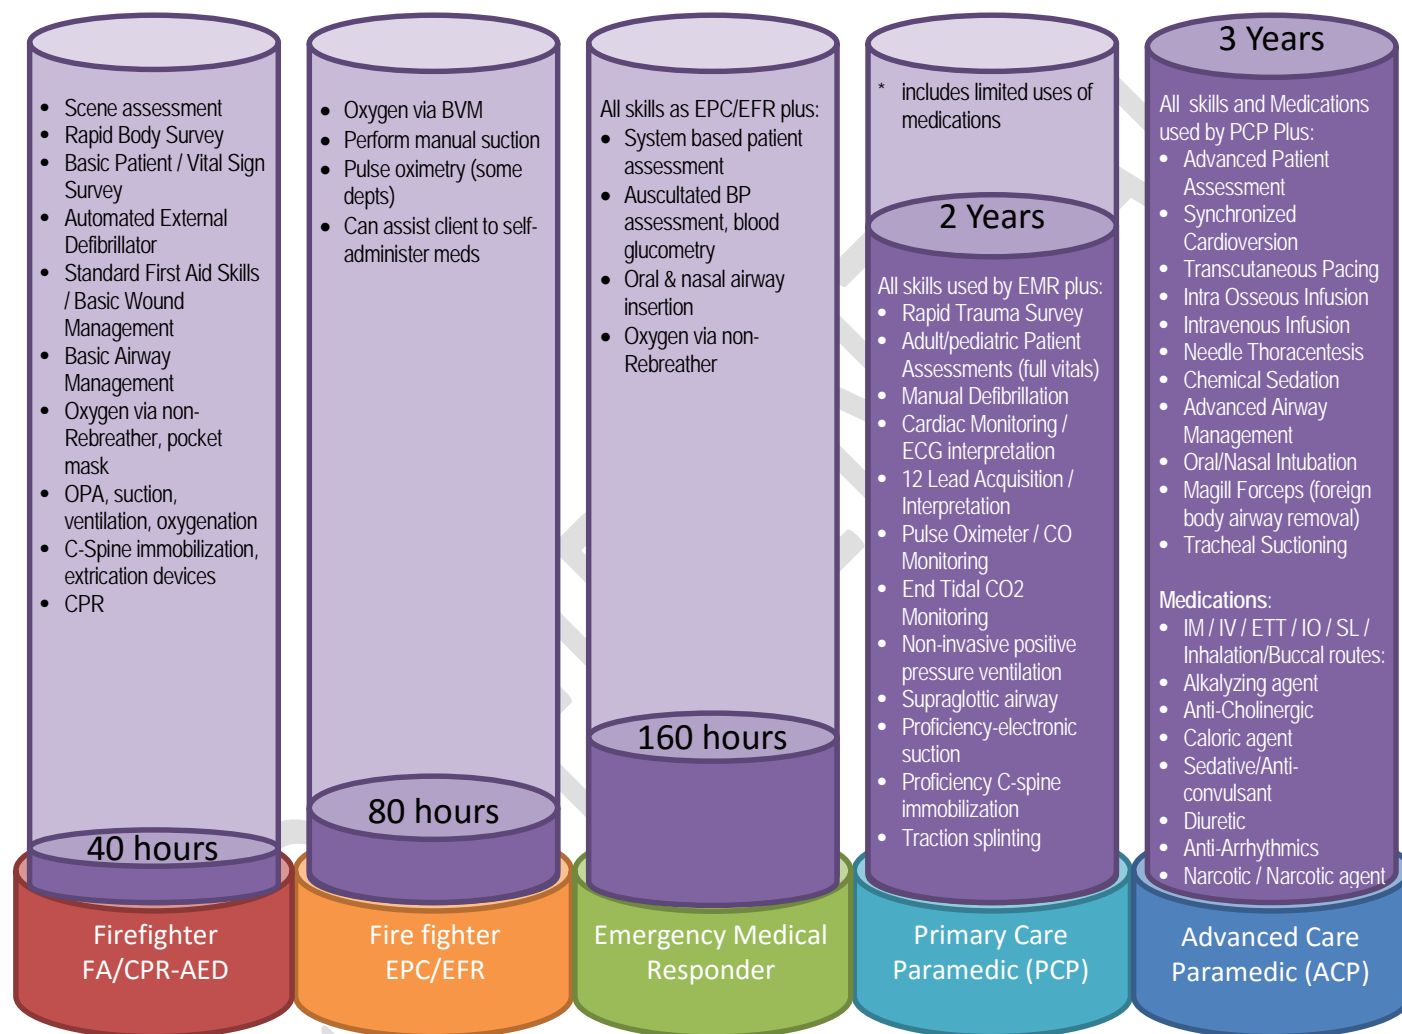 • Scene assessment
• Rapid Body Survey
• Basic Patient / Vital Sign
Survey
• Automated External
Defibrillator
• Standard First Aid Skills
/ Basic Wound
Management
• Basic Airway
Management
• Oxygen via non-
Rebreather, pocket
mask
• OPA, suction,
ventilation, oxygenation
• C-Spine immobilization,
extrication devices
• CPR
40 hours
Firefighter
FA/CPR-AED
• Oxygen via BVM
• Perform manual suction
• Pulse oximetry (some
depts)
• Can assist client to self-
administer meds
80 hours
Fire fighter
EPC/EFR
All skills as EPC/EFR plus:
• System based patient
assessment
• Auscultated BP
assessment, blood
glucometry
• Oral & nasal airway
insertion
• Oxygen via non-
Rebreather
160 hours
Emergency Medical
Responder
* includes limited uses of
medications
2 Years
All skills used by EMR plus:
• Rapid Trauma Survey
• Adult/pediatric Patient
Assessments (full vitals)
• Manual Defibrillation
• Cardiac Monitoring /
ECG interpretation
• 12 Lead Acquisition /
Interpretation
• Pulse Oximeter / CO
Monitoring
• End Tidal CO2
Monitoring
• Non-invasive positive
pressure ventilation
• Supraglottic airway
• Proficiency-electronic
suction
• Proficiency C-spine
immobilization
• Traction splinting
Primary Care
Paramedic (PCP)
3 Years
All skills and Medications
used by PCP Plus:
• Advanced Patient
Assessment
• Synchronized
Cardioversion
• Transcutaneous Pacing
• Intra Osseous Infusion
• Intravenous Infusion
• Needle Thoracentesis
• Chemical Sedation
• Advanced Airway
Management
• Oral/Nasal Intubation
• Magill Forceps (foreign
body airway removal)
• Tracheal Suctioning
Medications:
• IM / IV / ETT / IO / SL /
Inhalation/Buccal routes:
• Alkalyzing agent
• Anti-Cholinergic
• Caloric agent
• Sedative/Anti-
convulsant
• Diuretic
• Anti-Arrhythmics
• Narcotic / Narcotic agent
Advanced Care
Paramedic (ACP)